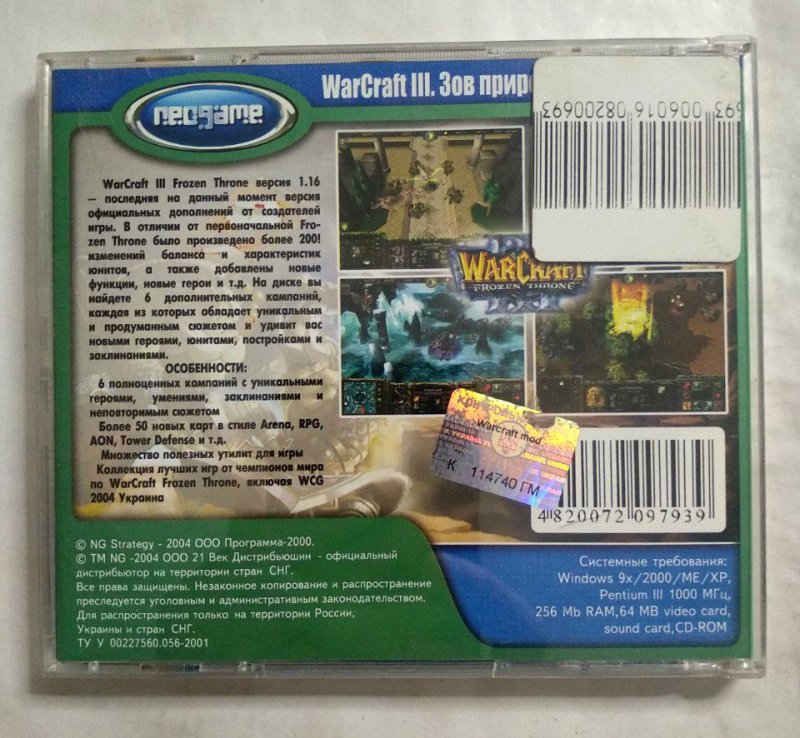 neogame
WarCraft III. Зов приро
WarCraft III Frozen Throne версия 1.16
– последняя на данный момент версия
официальных дополнений от создателей
игры. В отличии от первоначальной Fro-
zen Throne было произведено более 200!
изменений баланса и характеристик
юнитов, а также добавлены новые
функции, новые герои и т.д. На диске вы
найдете 6 дополнительных кампаний,
каждая из которых обладает уникальным
и продуманным сюжетом и удивит вас
новыми героями, юнитами, постройками и
заклинаниями.
ОСОБЕННОСТИ:
6 полноценных кампаний с уникальными
героями, умениями, заклинаниями и
неповторимым сюжетом
Более 50 новых карт в стиле Arena, RPG,
AON, Tower Defense и т.д.
Множество полезных утилит для игры
Коллекция лучших игр от чемпионов мира
по WarCraft Frozen Throne, включая WCG
2004 Украина
006016
08200693
WARCRAFT
FROZEN THRONE
Warcraft mod
К 114740 ГМ
4 820072 097939
© NG Strategy - 2004 ООО Программа-2000.
© TM NG -2004 ООО 21 Век Дистрибьюшин - официальный
дистрибьютор на территории стран СНГ.
Все права защищены. Незаконное копирование и распространение
преследуется уголовным и административным законодательством.
Для распространия только на территории России,
Украины и стран СНГ.
ТУ У 00227560.056-2001
Системные требования:
Windows 9x/2000/ME/XP,
Pentium III 1000 МГц,
256 Mb RAM,64 MB video card,
sound card,CD-ROM